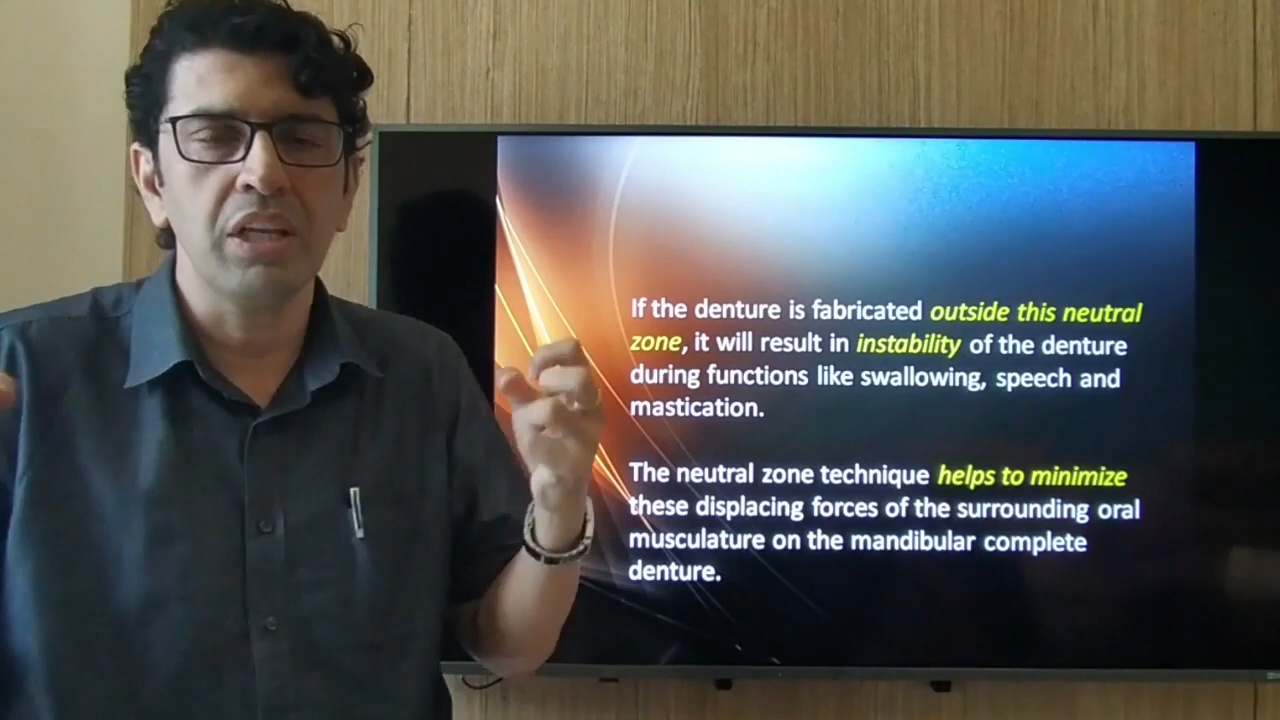 If the denture is fabricated outside this neutral
zone, it will result in instability of the denture
during functions like swallowing, speech and
mastication.
The neutral zone technique helps to minimize
these displacing forces of the surrounding oral
musculature on the mandibular complete
denture.